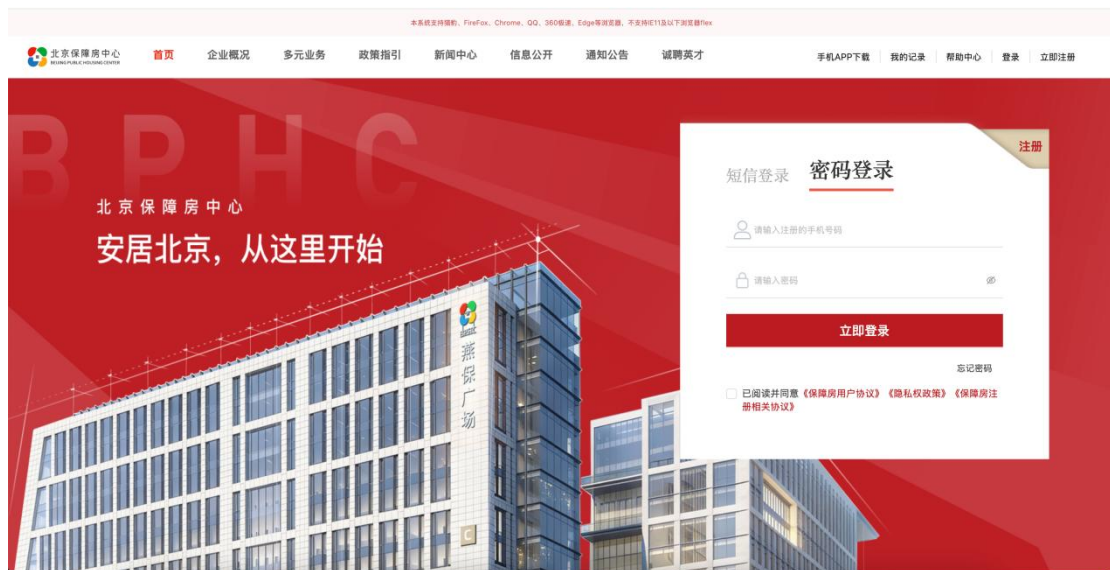 本系统支持猎豹、FireFox、Chrome、QQ、360极速、Edge等浏览器，不支持IE11及以下浏览器flex
北京保障房中心
BEIJING PUBLIC HOUSING CENTER
首页 企业概况 多元业务 政策指引 新闻中心 信息公开 通知公告 诚聘英才
手机APP下载 我的记录 帮助中心 登录 立即注册
BPHC
北京保障房中心
安居北京，从这里开始
注册
短信登录 密码登录
请输入注册的手机号码
请输入密码
立即登录
忘记密码
已阅读并同意《保障房用户协议》《隐私权政策》《保障房注
册相关协议》
燕保广场
C